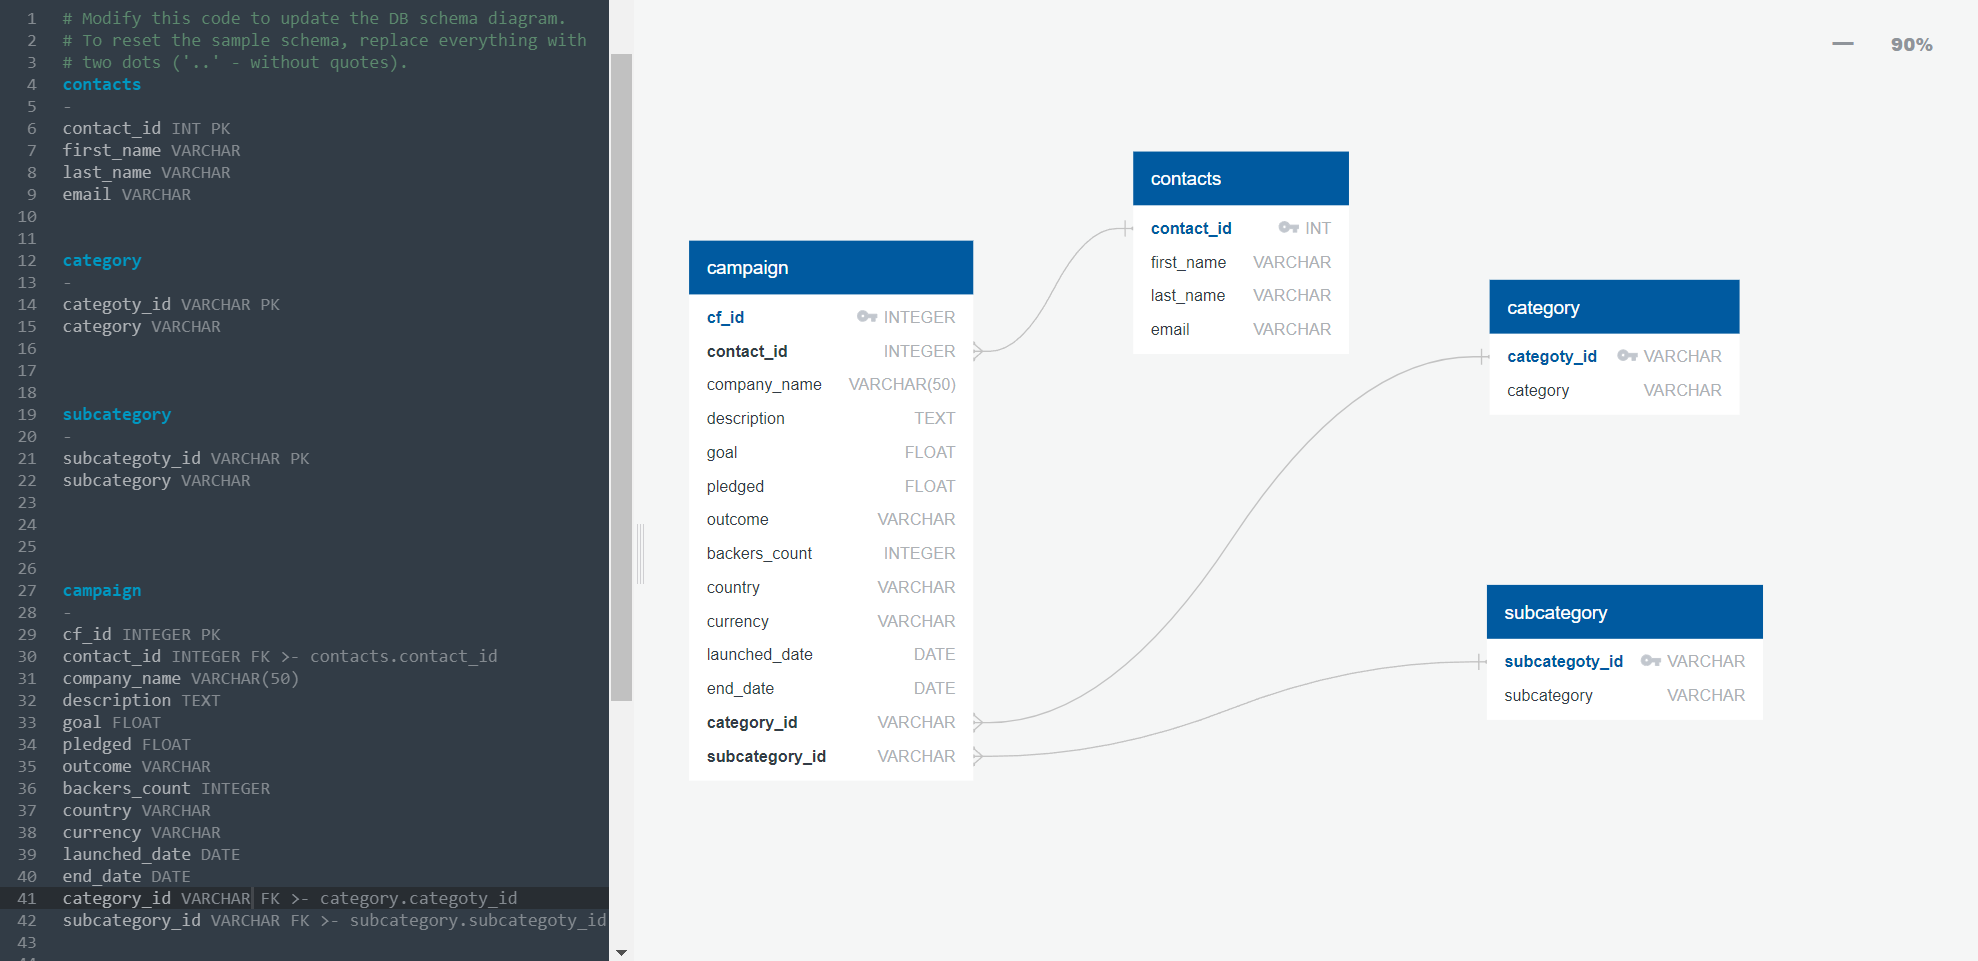 1 # Modify this code to update the DB schema diagram.
2 # To reset the sample schema, replace everything with
3 # two dots ('..' - without quotes).
4 contacts
5 -
6 contact_id INT PK
7 first_name VARCHAR
8 last_name VARCHAR
9 email VARCHAR
10
11
12 category
13 -
14 categoty_id VARCHAR PK
15 category VARCHAR
16
17
18
19 subcategory
20 -
21 subcategoty_id VARCHAR PK
22 subcategory VARCHAR
23
24
25
26
27 campaign
28 -
29 cf_id INTEGER PK
30 contact_id INTEGER FK >- contacts.contact_id
31 company_name VARCHAR(50)
32 description TEXT
33 goal FLOAT
34 pledged FLOAT
35 outcome VARCHAR
36 backers_count INTEGER
37 country VARCHAR
38 currency VARCHAR
39 launched_date DATE
40 end_date DATE
41 category_id VARCHAR FK >- category.categoty_id
42 subcategory_id VARCHAR FK >- subcategory.subcategoty_id
43
90%
campaign
cf_id INTEGER
contact_id INTEGER
company_name VARCHAR(50)
description TEXT
goal FLOAT
pledged FLOAT
outcome VARCHAR
backers_count INTEGER
country VARCHAR
currency VARCHAR
launched_date DATE
end_date DATE
category_id VARCHAR
subcategory_id VARCHAR
contacts
contact_id INT
first_name VARCHAR
last_name VARCHAR
email VARCHAR
category
categoty_id VARCHAR
category VARCHAR
subcategory
subcategoty_id VARCHAR
subcategory VARCHAR